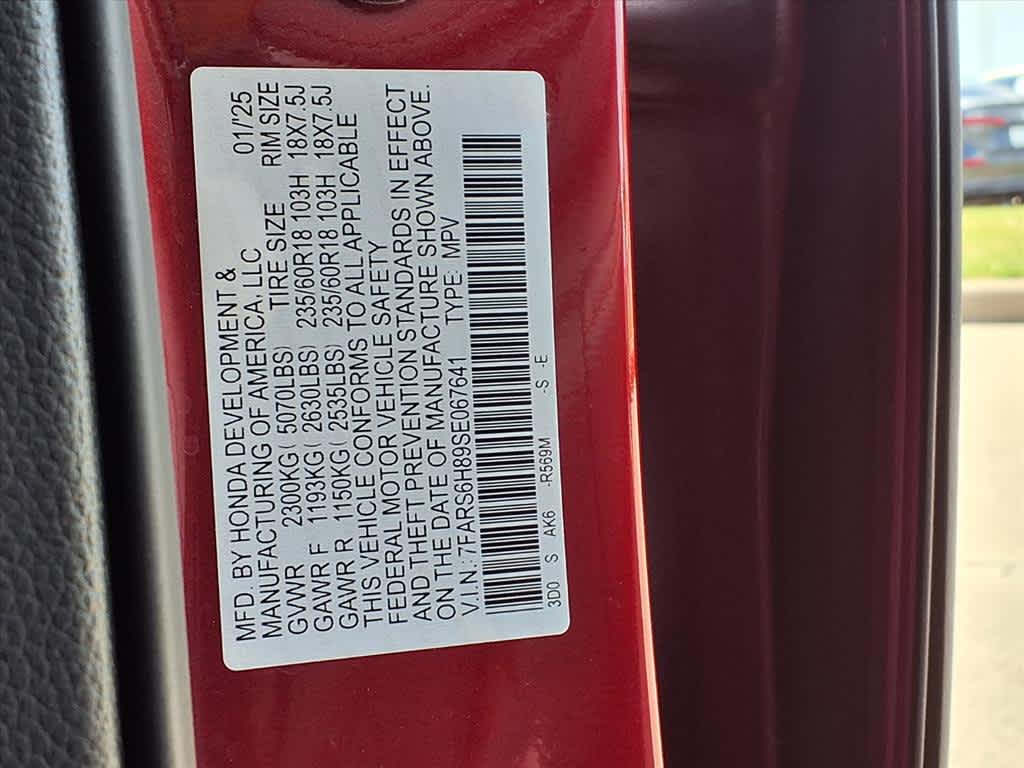 MFD. BY HONDA DEVELOPMENT & 01/25
MANUFACTURING OF AMERICA, LLC
TIRE SIZE RIM SIZE
GVWR 2300KG( 5070LBS)
GAWR F 1193KG( 2630LBS) 235/60R18 103H 18X7.5J
GAWR R 1150KG( 2535LBS) 235/60R18 103H 18X7.5J
THIS VEHICLE CONFORMS TO ALL APPLICABLE
FEDERAL MOTOR VEHICLE SAFETY
AND THEFT PREVENTION STANDARDS IN EFFECT
ON THE DATE OF MANUFACTURE SHOWN ABOVE.
V.I.N.: 7FARS6H89SE067641 TYPE: MPV
3D0 S AK6 -R569M -S -E